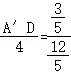 A′ D/4 = (3/5)/(12/5)